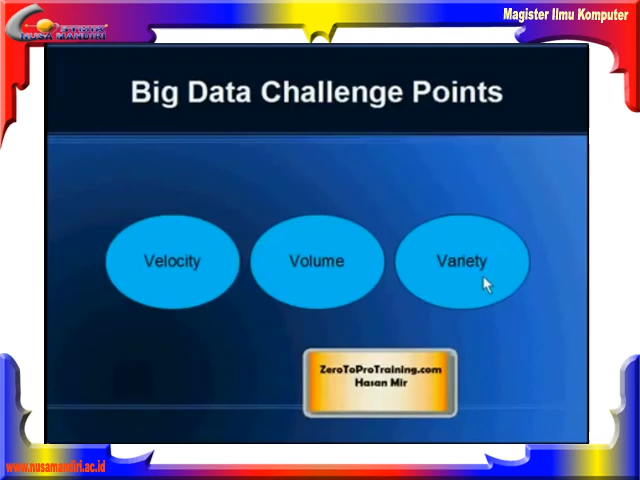 NUSA MANDIRI
Magister Ilmu Komputer
Big Data Challenge Points
Velocity
Volume
Variety
ZeroToProTraining.com
Hasan Mir
www.nusamandiri.ac.id